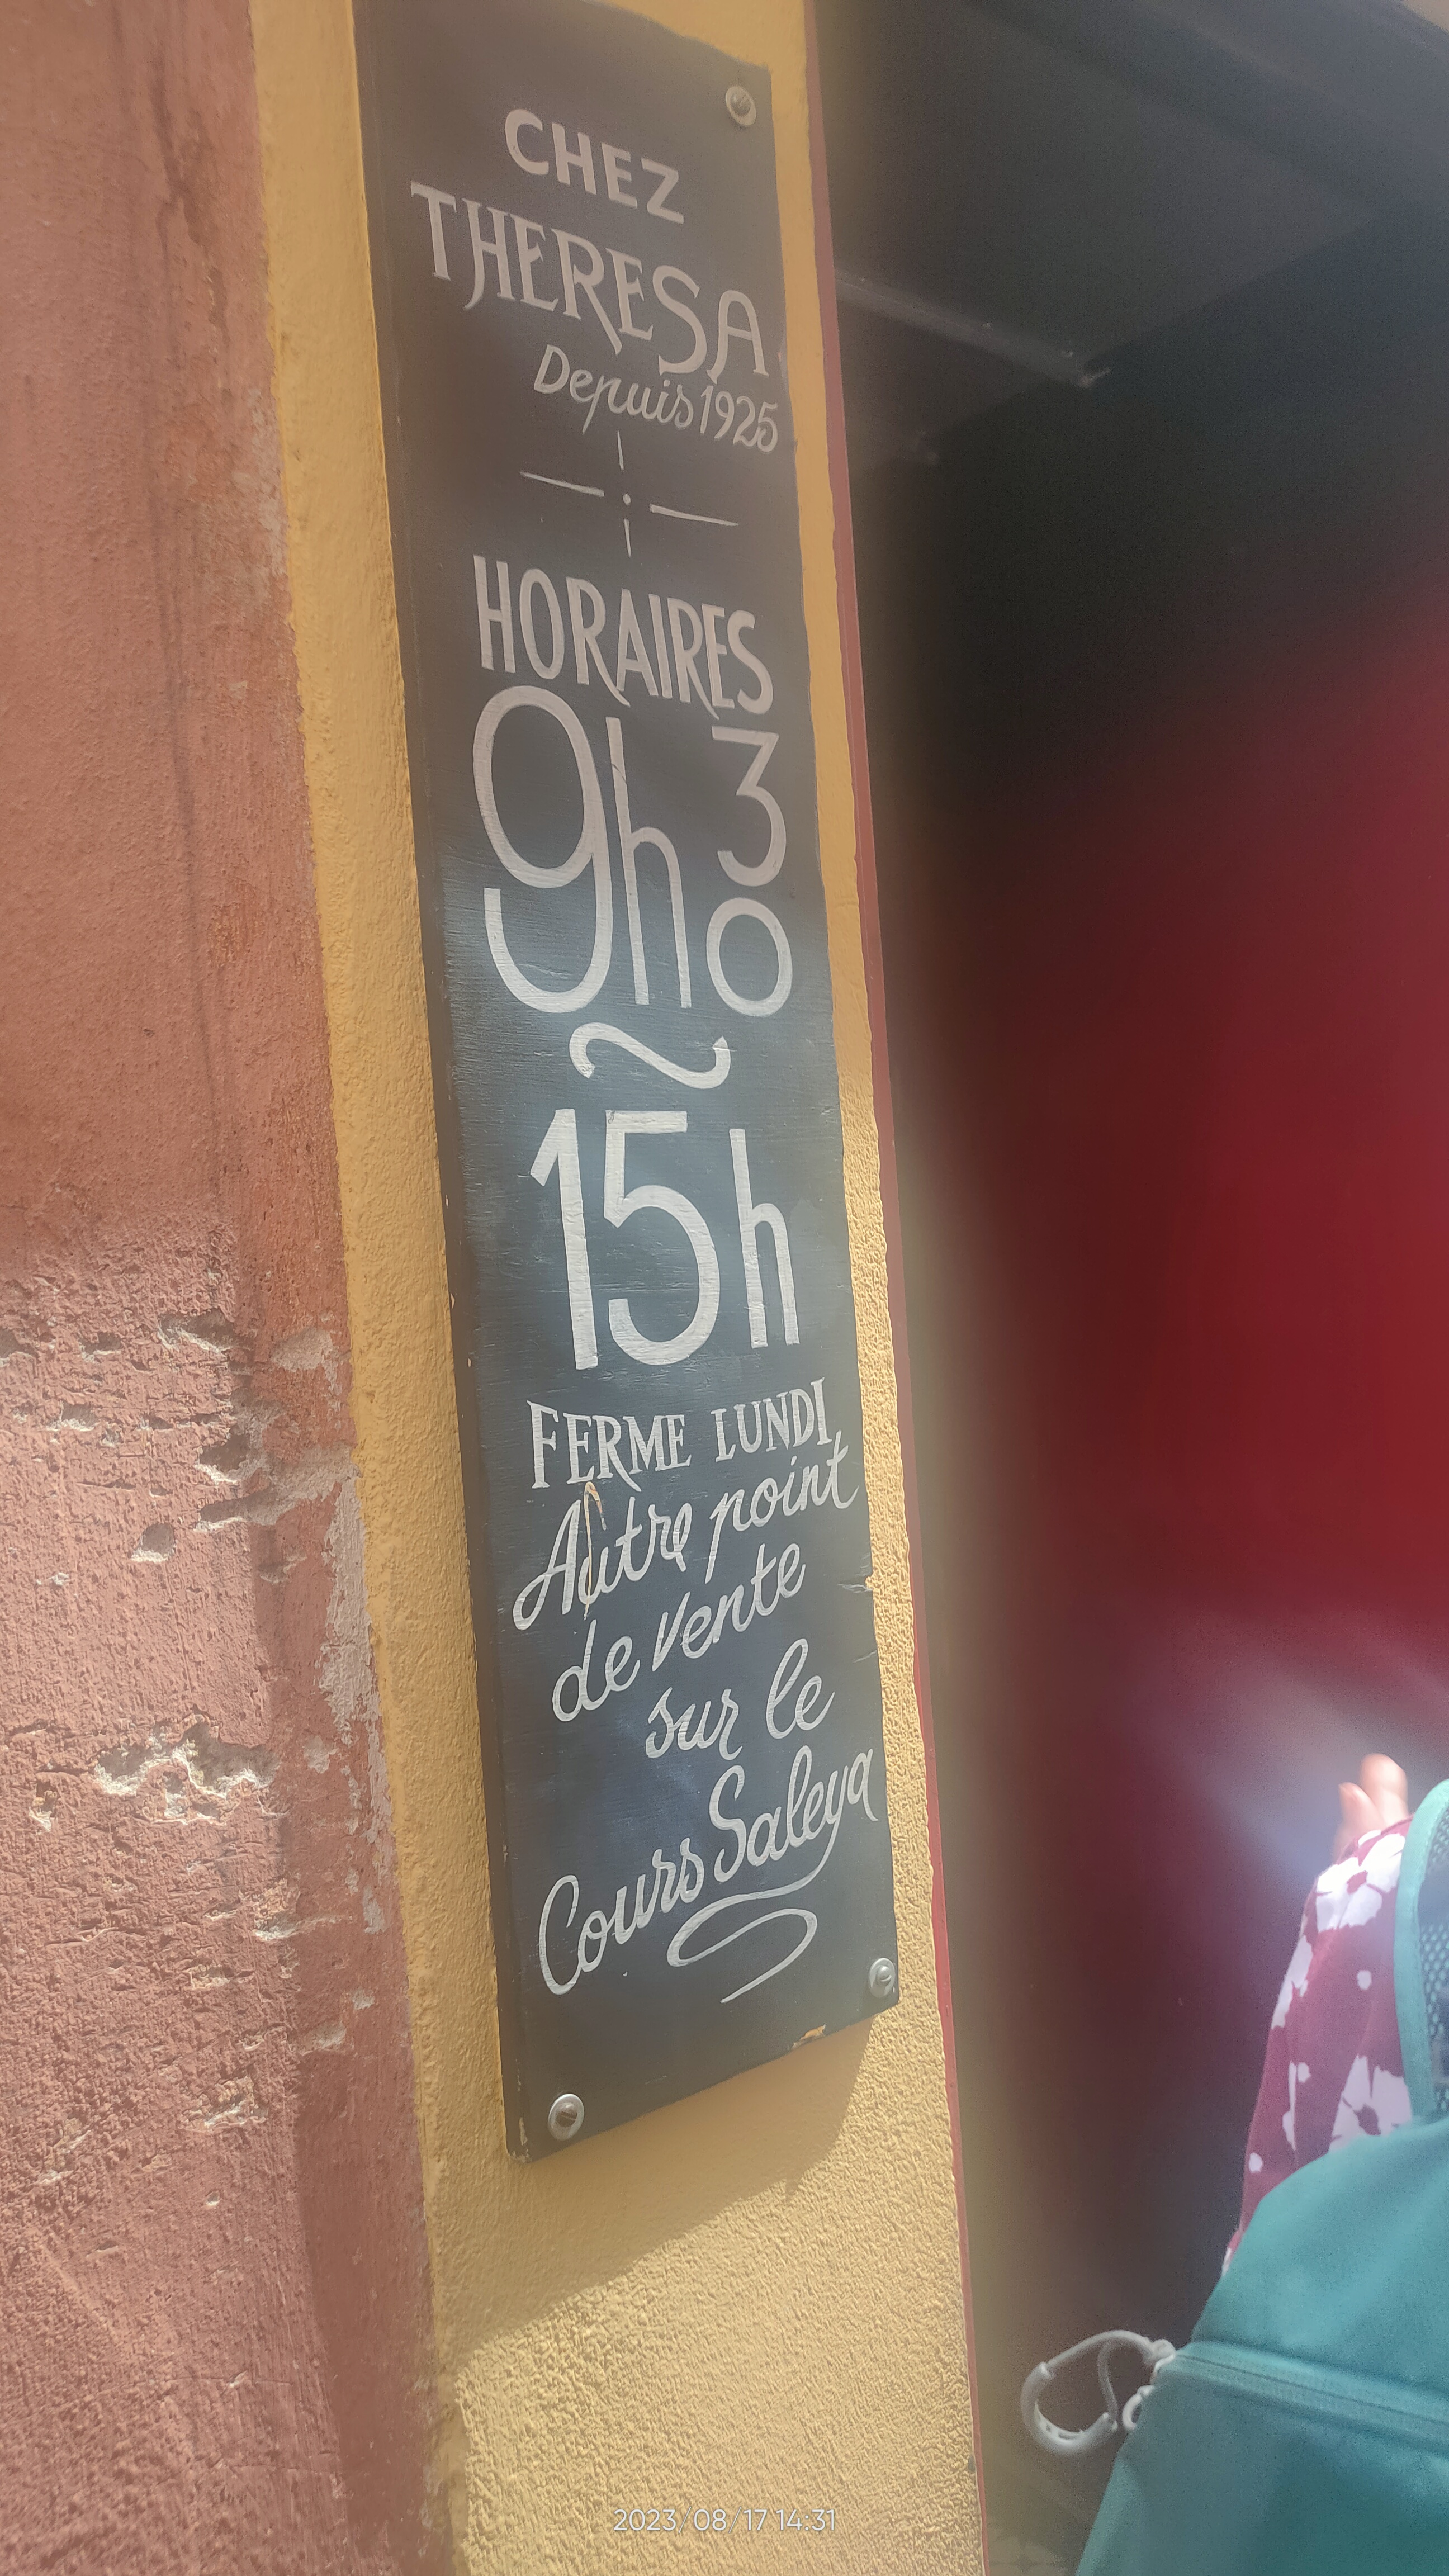 CHEZ
THERESA
Depuis 1925
HORAIRES
9h30
~
15h
FERME LUNDI
Autre point
de vente
sur le
Cours Saleya
2023/08/17 14:31